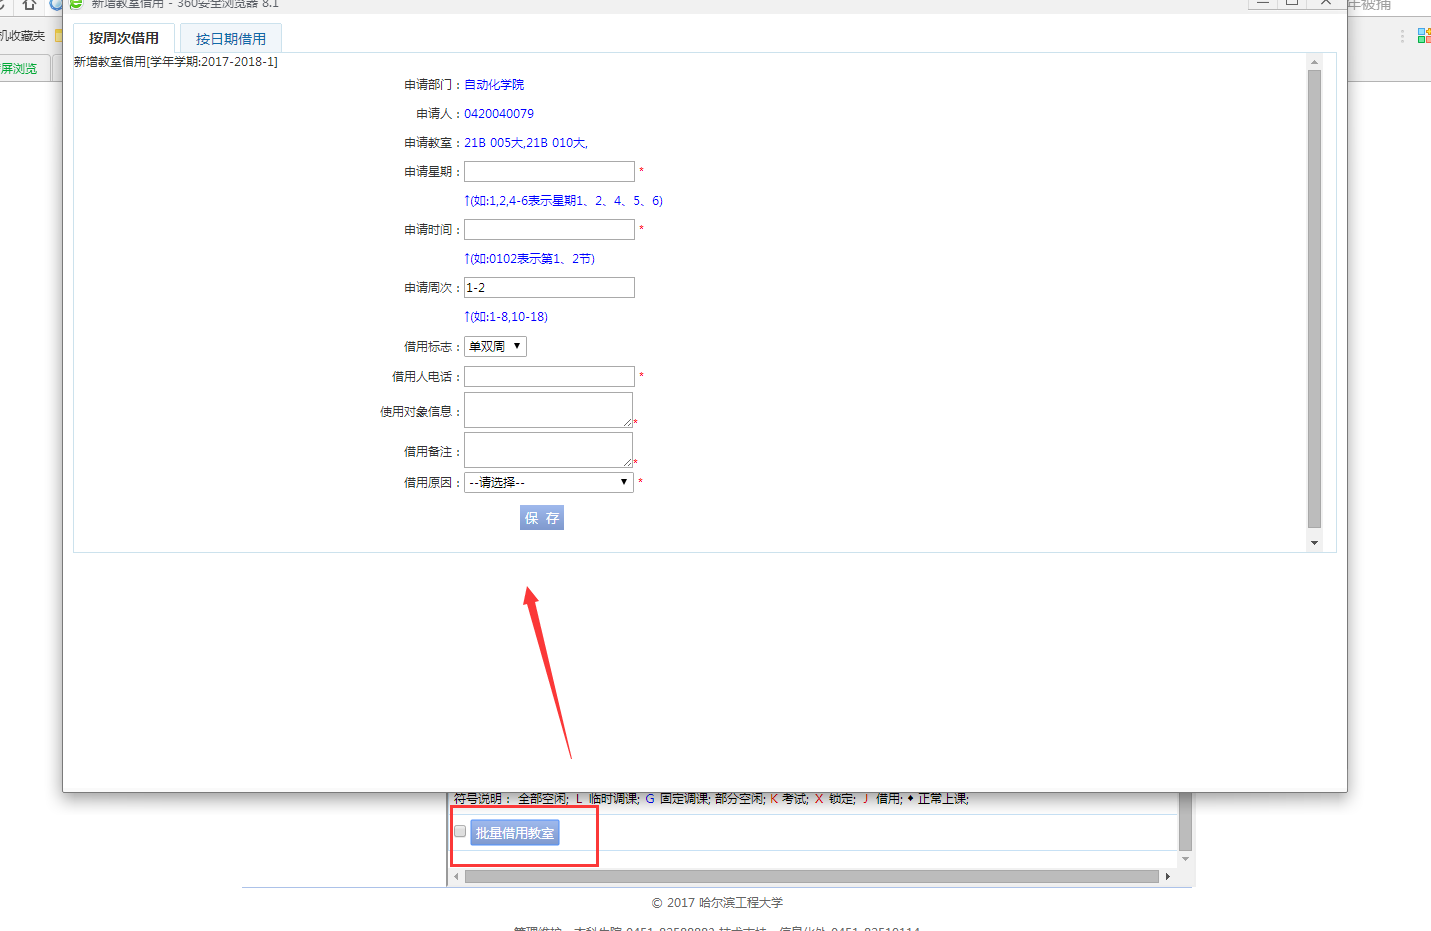 新增教室借用 - 360安全浏览器 8.1
年被捕
机收藏夹
屏浏览
按周次借用 按日期借用
新增教室借用[学年学期:2017-2018-1]
申请部门：自动化学院
申请人：0420040079
申请教室：21B 005大,21B 010大,
申请星期： *
↑(如:1,2,4-6表示星期1、2、4、5、6)
申请时间： *
↑(如:0102表示第1、2节)
申请周次：1-2
↑(如:1-8,10-18)
借用标志：单双周 ▼
借用人电话： *
使用对象信息： *
借用备注： *
借用原因：--请选择-- ▼ *
保 存
符号说明： 全部空闲; L 临时调课; G 固定调课; 部分空闲; K 考试; X 锁定; J 借用; ♦ 正常上课;
批量借用教室
© 2017 哈尔滨工程大学